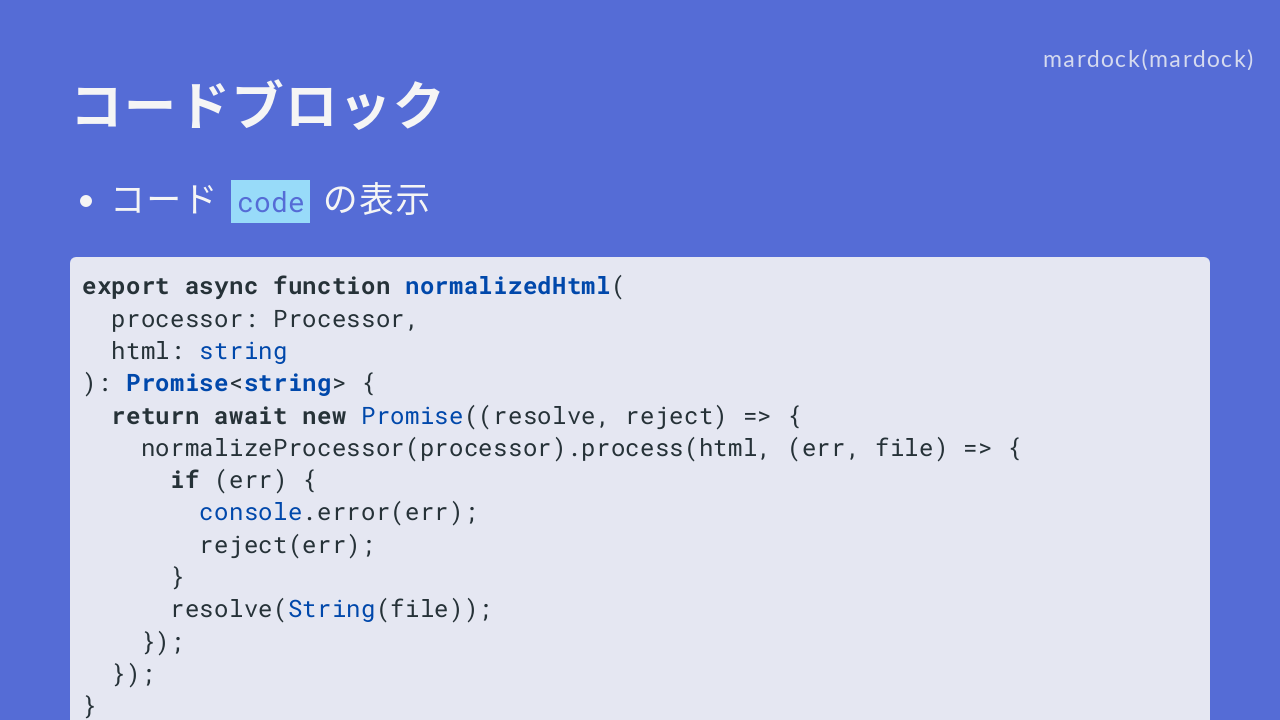 mardock(mardock)
コードブロック
• コード code の表示
export async function normalizedHtml(
  processor: Processor,
  html: string
): Promise<string> {
  return await new Promise((resolve, reject) => {
    normalizeProcessor(processor).process(html, (err, file) => {
      if (err) {
        console.error(err);
        reject(err);
      }
      resolve(String(file));
    });
  });
}